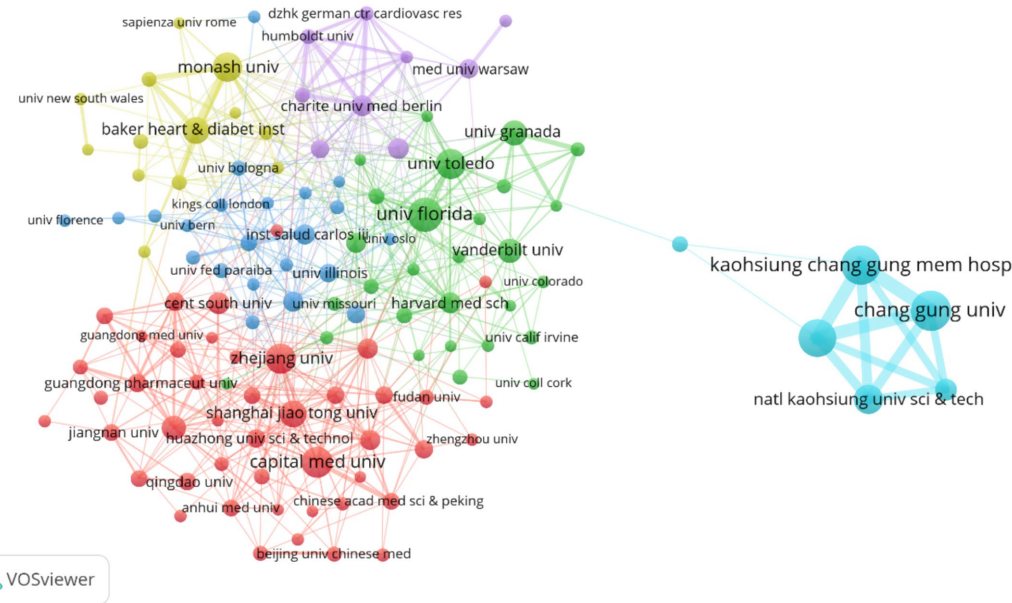 sapienza univ rome
dzhk german ctr cardiovasc res
humboldt univ
monash univ
med univ warsaw
univ new south wales
charite univ med berlin
baker heart & diabet inst
univ granada
univ toledo
univ bologna
kings coll london
univ florida
univ florence
univ bern
inst salud carlos iii
univ oslo
vanderbilt univ
kaohsiung chang gung mem hosp
univ fed paraiba
univ illinois
univ colorado
cent south univ
univ missouri
harvard med sch
chang gung univ
guangdong med univ
univ calif irvine
zhejiang univ
guangdong pharmaceut univ
univ coll cork
fudan univ
natl kaohsiung univ sci & tech
shanghai jiao tong univ
jiangnan univ
huazhong univ sci & technol
zhengzhou univ
capital med univ
qingdao univ
anhui med univ
chinese acad med sci & peking
beijing univ chinese med
VOSviewer